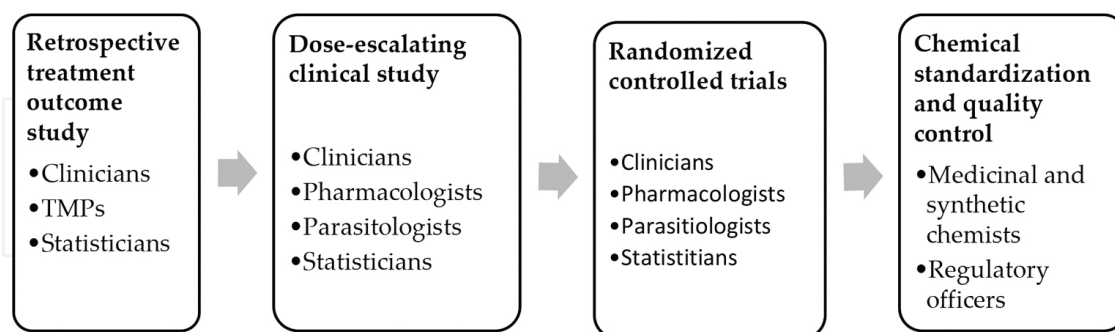 Retrospective
treatment
outcome
study
•Clinicians
•TMPs
•Statisticians
Dose-escalating
clinical study
•Clinicians
•Pharmacologists
•Parasitologists
•Statisticians
Randomized
controlled trials
•Clinicians
•Pharmacologists
•Parasitiologists
•Statistitians
Chemical
standardization
and quality
control
•Medicinal and
synthetic
chemists
•Regulatory
officers